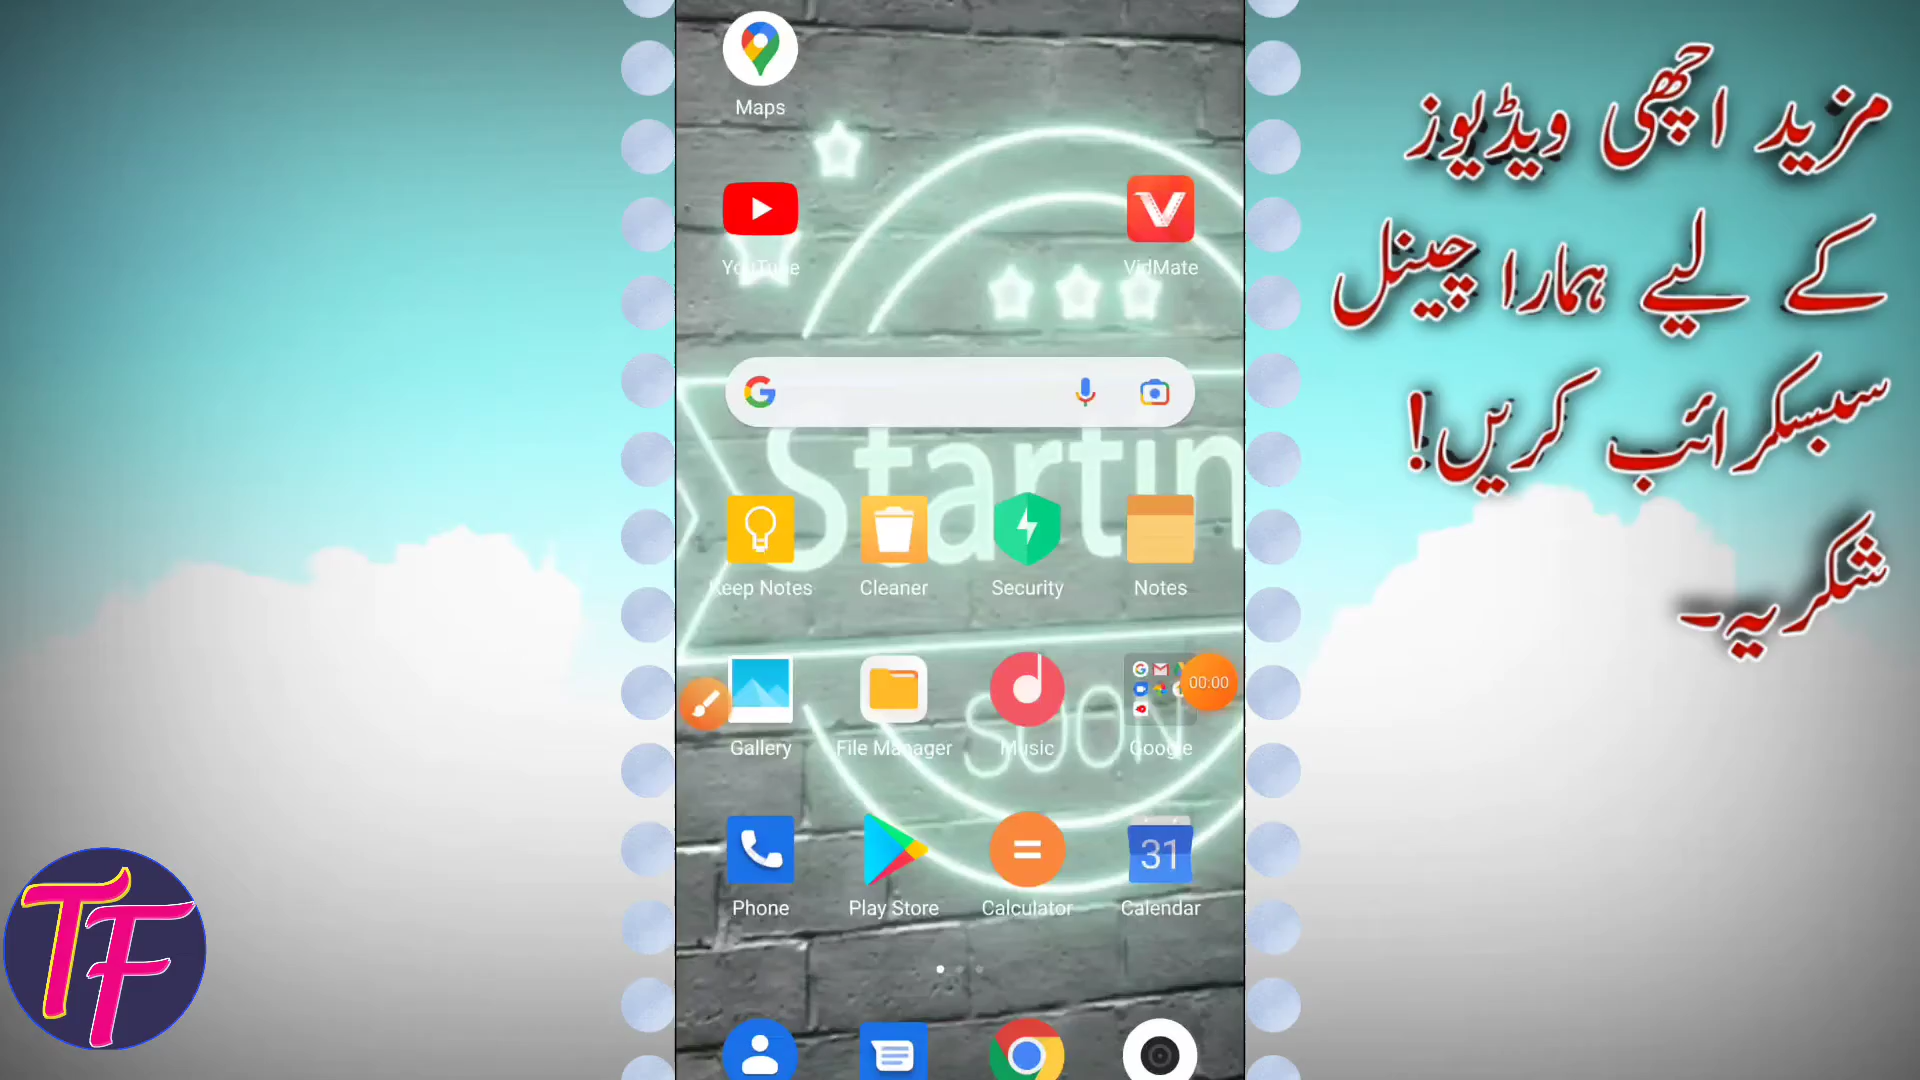 Maps
YouTube
VidMate
Startin
Keep Notes
Cleaner
Security
Notes
00:00
SOON
Gallery
File Manager
Music
Google
31
Phone
Play Store
Calculator
Calendar
مزید اچھی ویڈیوز
کے لیے ہمارا چینل
سبسکرائب کریں!
شکریہ۔
TF